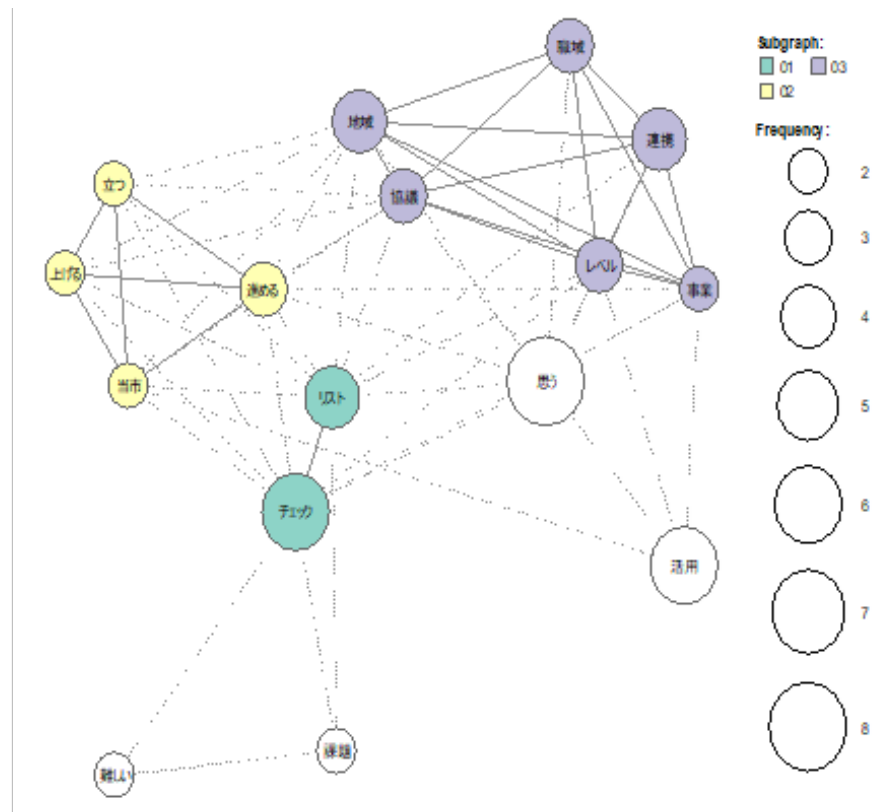 職域
地域
連携
協議
立つ
レベル
上げる
進める
事業
思う
当市
リスト
チェック
活用
課題
難しい
Subgraph:
01 03
02
Frequency:
2
3
4
5
6
7
8